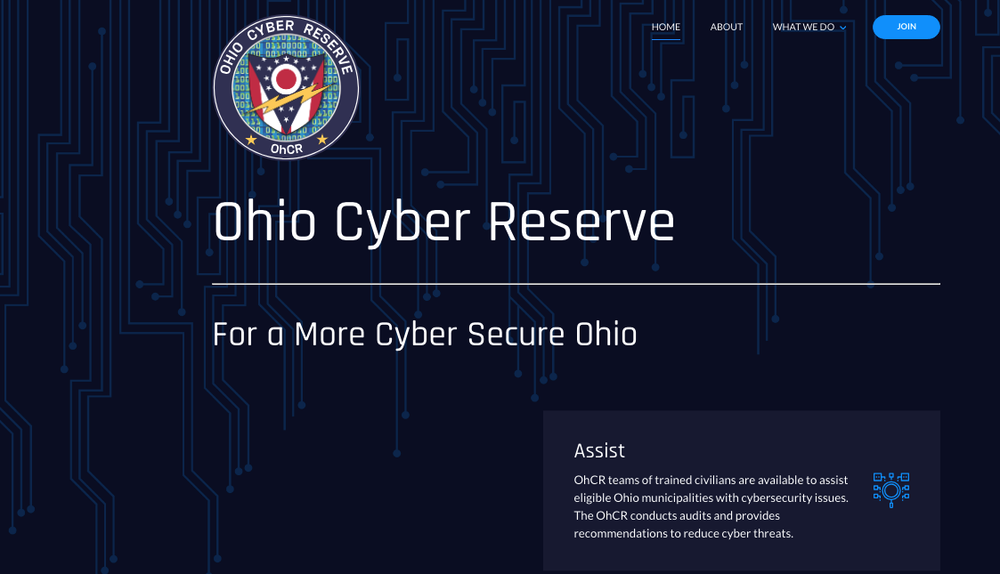 OHIO CYBER RESERVE
OhCR
HOME ABOUT WHAT WE DO JOIN
Ohio Cyber Reserve
For a More Cyber Secure Ohio
Assist
OhCR teams of trained civilians are available to assist
eligible Ohio municipalities with cybersecurity issues.
The OhCR conducts audits and provides
recommendations to reduce cyber threats.